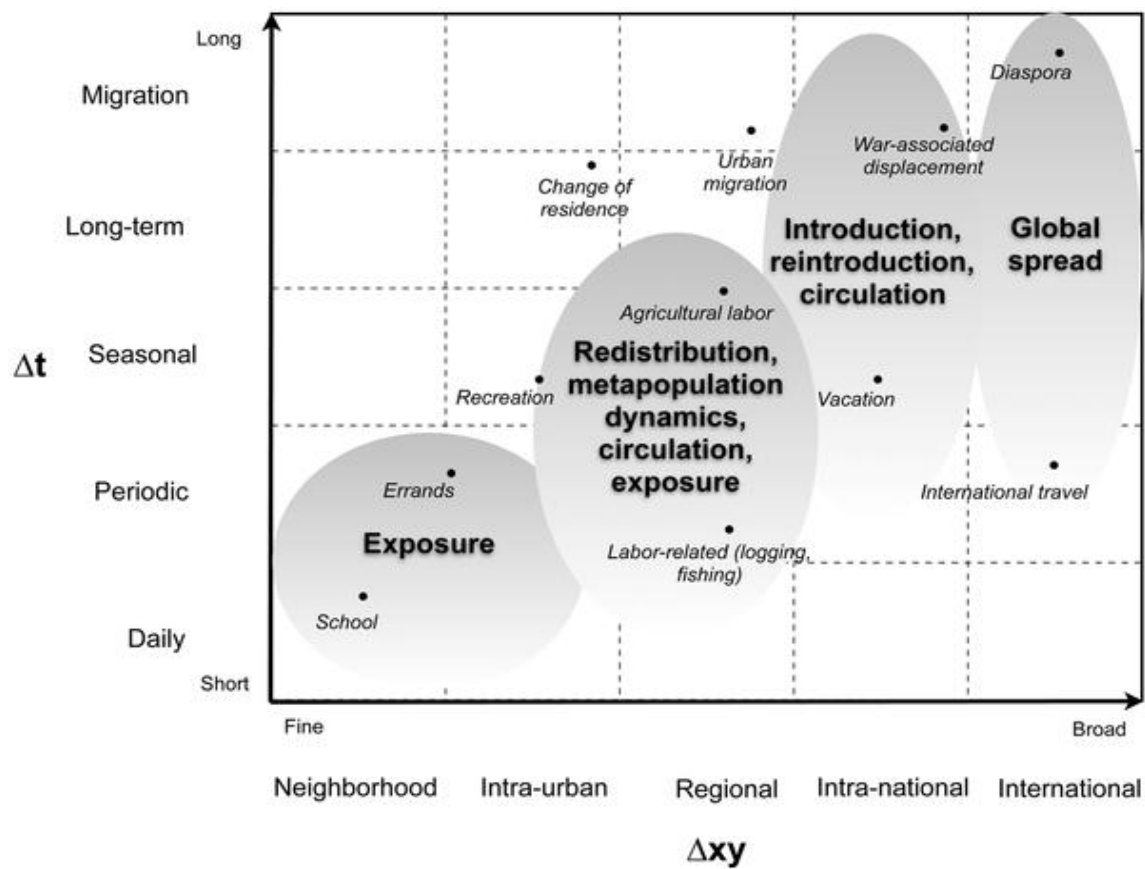 Long
Migration
Diaspora
War-associated
displacement
Urban
migration
Change of
residence
Long-term
Introduction,
reintroduction,
circulation
Global
spread
Agricultural labor
Seasonal
Δt
Redistribution,
metapopulation
dynamics,
circulation,
exposure
Recreation
Vacation
Periodic
Errands
International travel
Exposure
Labor-related (logging,
fishing)
School
Daily
Short
Fine
Broad
Neighborhood
Intra-urban
Regional
Intra-national
International
Δxy